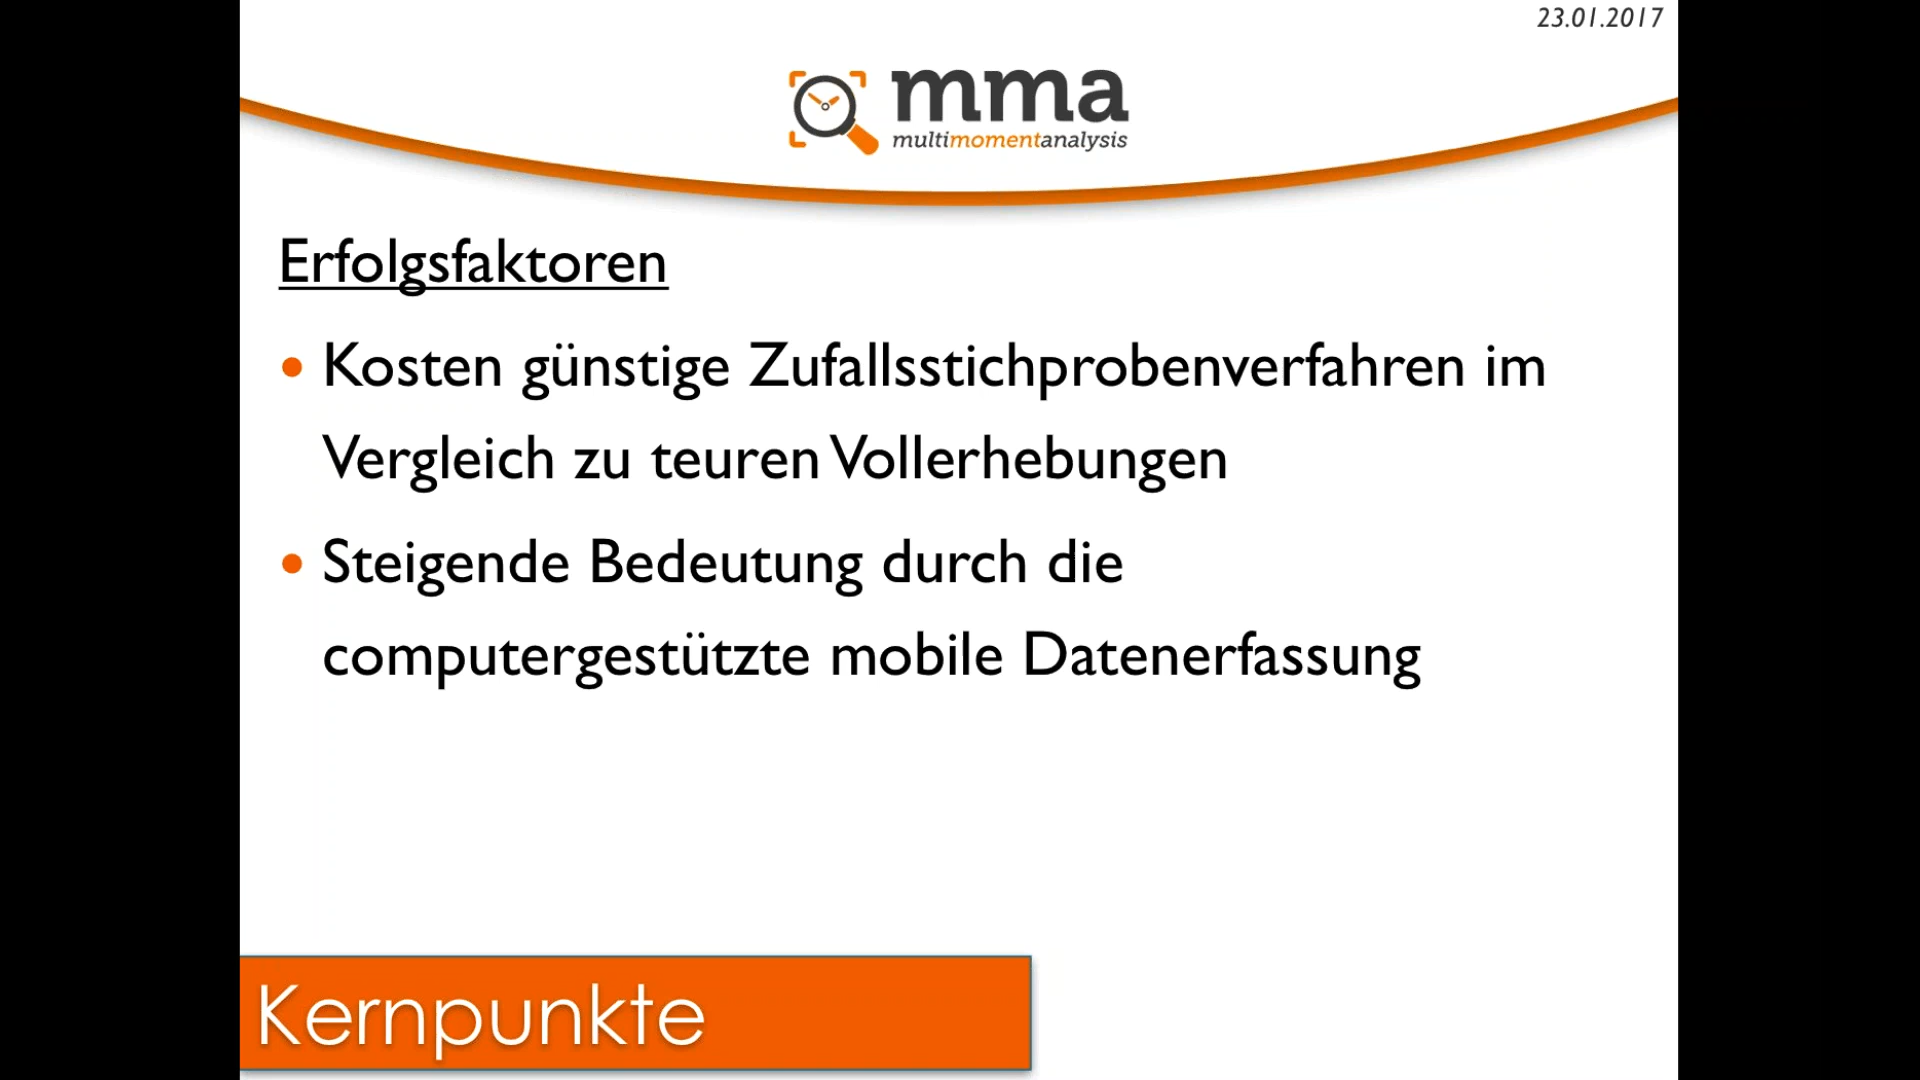 23.01.2017
mma
multimomentanalysis
Erfolgsfaktoren
• Kosten günstige Zufallsstichprobenverfahren im
Vergleich zu teuren Vollerhebungen
• Steigende Bedeutung durch die
computergestützte mobile Datenerfassung
Kernpunkte